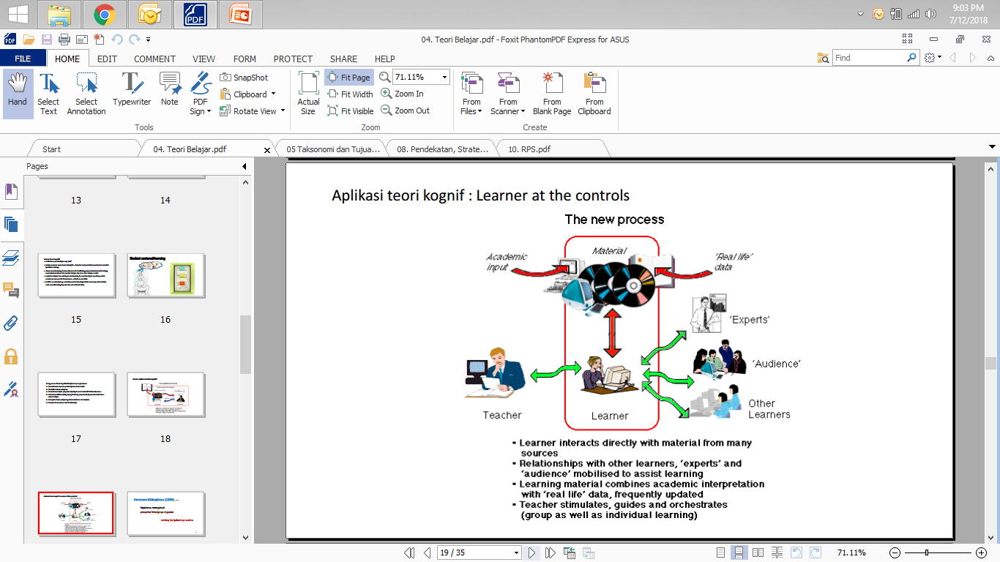 9:03 PM
7/12/2018
04. Teori Belajar.pdf - Foxit PhantomPDF Express for ASUS
FILE HOME EDIT COMMENT VIEW FORM PROTECT SHARE HELP
Find
Hand
Select Text
Select Annotation
Typewriter
Note
PDF Sign
SnapShot
Clipboard
Rotate View
Tools
Actual Size
Fit Page
Fit Width
Fit Visible
71.11%
Zoom In
Zoom Out
Zoom
From Files
From Scanner
From Blank Page
From Clipboard
Create
Start
04. Teori Belajar.pdf
05 Taksonomi dan Tujua...
08. Pendekatan, Strate...
10. RPS.pdf
Pages
13 14
Student centered learning
15 16
17 18
Hermann Ebbinghaus (1885)
Aplikasi teori kognif : Learner at the controls
The new process
Academic
input
Material
'Real life'
data
'Experts'
'Audience'
Other
Learners
Teacher
Learner
• Learner interacts directly with material from many
sources
• Relationships with other learners, 'experts' and
'audience' mobilised to assist learning
• Learning material combines academic interpretation
with 'real life' data, frequently updated
• Teacher stimulates, guides and orchestrates
(group as well as individual learning)
19 / 35
71.11%